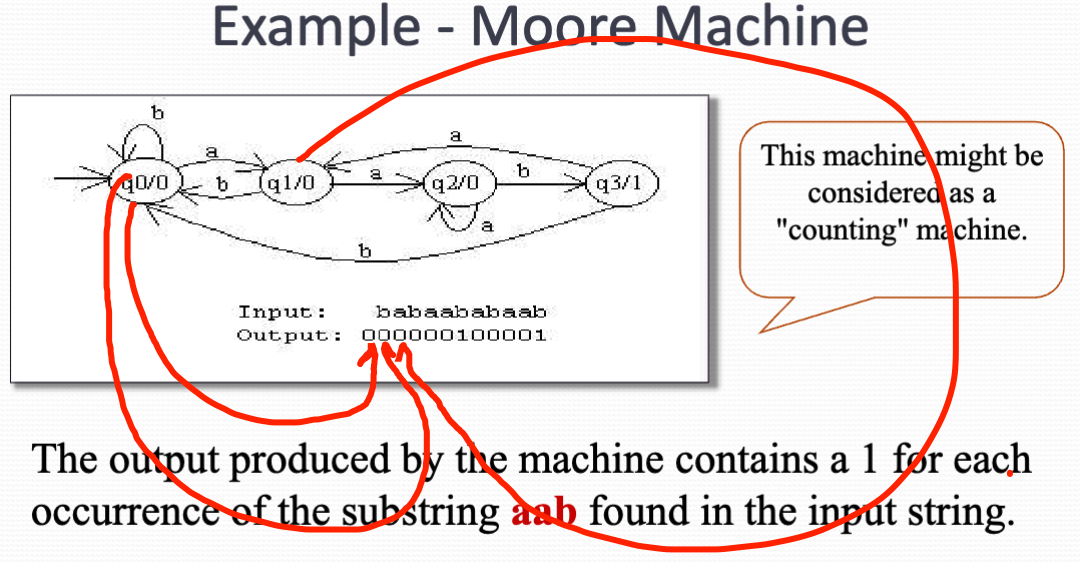 Example - Moore Machine
b
a
a
q0/0
b
q1/0
a
q2/0
b
q3/1
a
b
Input: babaababaab
Output: 000000100001
This machine might be
considered as a
"counting" machine.
The output produced by the machine contains a 1 for each
occurrence of the substring aab found in the input string.